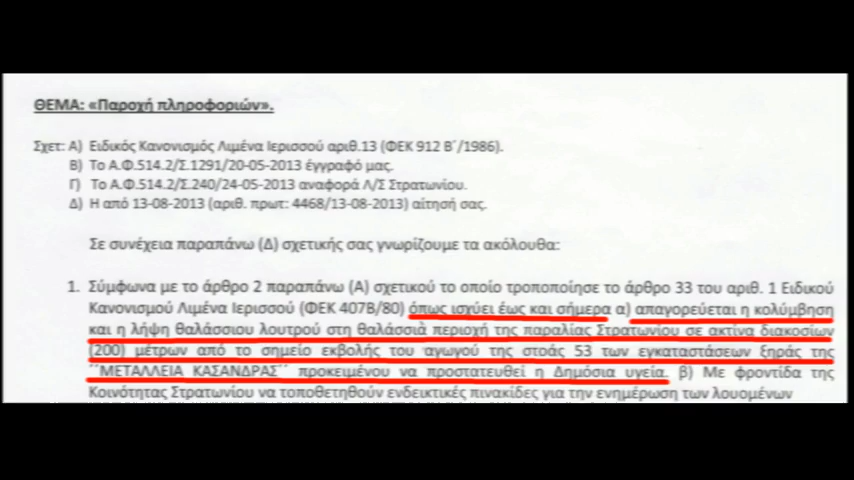 ΘΕΜΑ: «Παροχή πληροφοριών».
Σχετ: Α) Ειδικός Κανονισμός Λιμένα Ιερισσού αριθ.13 (ΦΕΚ 912 Β΄/1986).
Β) Το Α.Φ.514.2/Σ.1291/20-05-2013 έγγραφό μας.
Γ) Το Α.Φ.514.2/Σ.240/24-05-2013 αναφορά Λ/Σ Στρατωνίου.
Δ) Η από 13-08-2013 (αριθ. πρωτ: 4468/13-08-2013) αίτησή σας.
Σε συνέχεια παραπάνω (Δ) σχετικής σας γνωρίζουμε τα ακόλουθα:
1. Σύμφωνα με το άρθρο 2 παραπάνω (Α) σχετικού το οποίο τροποποίησε το άρθρο 33 του αριθ. 1 Ειδικού
Κανονισμού Λιμένα Ιερισσού (ΦΕΚ 407Β/80) όπως ισχύει έως και σήμερα α) απαγορεύεται η κολύμβηση
και η λήψη θαλάσσιου λουτρού στη θαλάσσιά περιοχή της παραλίας Στρατωνίου σε ακτίνα διακοσίων
(200) μέτρων από το σημείο εκβολής του αγωγού της στοάς 53 των εγκαταστάσεων ξηράς της
΄΄ΜΕΤΑΛΛΕΙΑ ΚΑΣΑΝΔΡΑΣ΄΄ προκειμένου να προστατευθεί η Δημόσια υγεία. β) Με φροντίδα της
Κοινότητας Στρατωνίου να τοποθετηθούν ενδεικτικές πινακίδες για την ενημέρωση των λουομένων